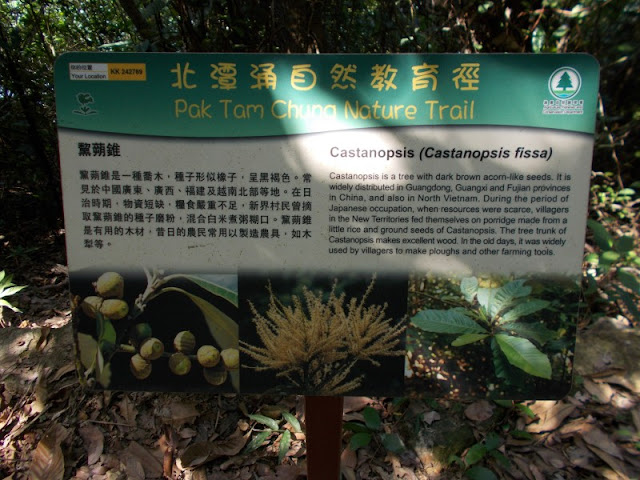 你的位置
Your Location
KK 242789
北潭涌自然教育徑
Pak Tam Chung Nature Trail
黧蒴錐
黧蒴錐是一種喬木，種子形似橡子，呈黑褐色。常
見於中國廣東、廣西、福建及越南北部等地。在日
治時期，物資短缺，糧食嚴重不足，新界村民曾摘
取黧蒴錐的種子磨粉，混合白米煮粥糊口。黧蒴錐
是有用的木材，昔日的農民常用以製造農具，如木
犁等。
Castanopsis (Castanopsis fissa)
Castanopsis is a tree with dark brown acorn-like seeds. It is
widely distributed in Guangdong, Guangxi and Fujian provinces
in China, and also in North Vietnam. During the period of
Japanese occupation, when resources were scarce, villagers
in the New Territories fed themselves on porridge made from a
little rice and ground seeds of Castanopsis. The tree trunk of
Castanopsis makes excellent wood. In the old days, it was widely
used by villagers to make ploughs and other farming tools.